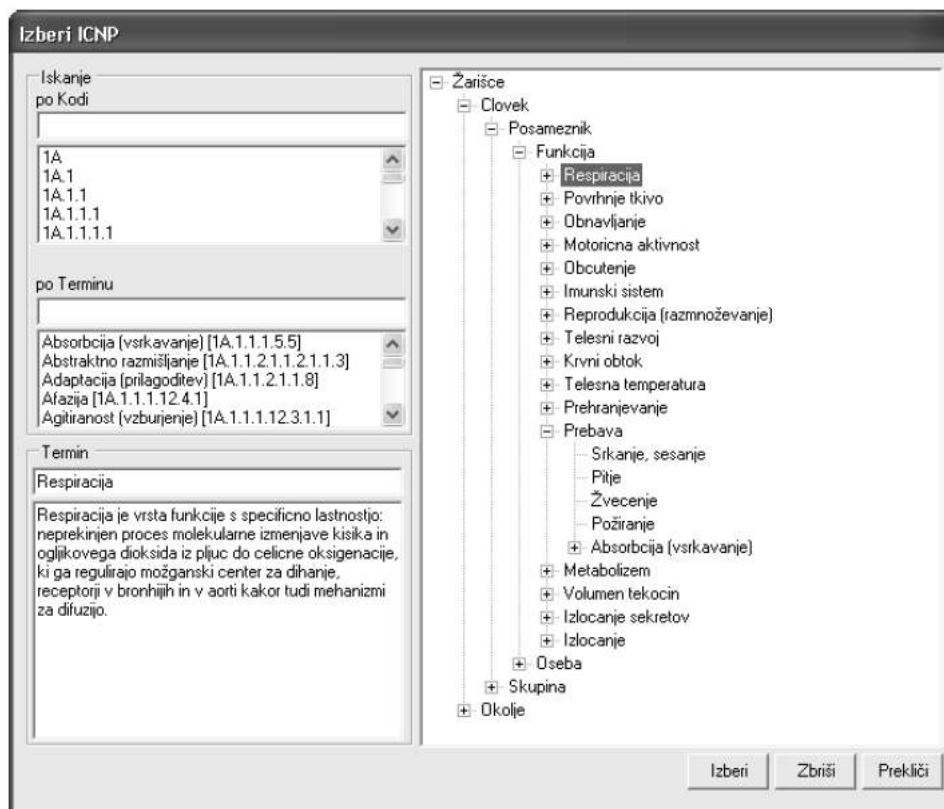 Izberi ICNP
Iskanje
po Kodi
1A
1A.1
1A.1.1
1A.1.1.1
1A.1.1.1.1
po Terminu
Absorbcija (vsrkavanje) [1A.1.1.1.5.5]
Abstraktno razmišljanje [1A.1.1.2.1.1.2.1.1.3]
Adaptacija (prilagoditev) [1A.1.1.2.1.1.8]
Afazija [1A.1.1.1.12.4.1]
Agitiranost (vzburjenje) [1A.1.1.1.12.3.1.1]
Termin
Respiracija
Respiracija je vrsta funkcije s specificno lastnostjo:
neprekinjen proces molekularne izmenjave kisika in
ogljikovega dioksida iz pljuc do celicne oksigenacije,
ki ga regulirajo možganski center za dihanje,
receptorji v bronhijih in v aorti kakor tudi mehanizmi
za difuzijo.
Žarišce
Clovek
Posameznik
Funkcija
Respiracija
Povrhnje tkivo
Obnavljanje
Motoricna aktivnost
Obcutenje
Imunski sistem
Reprodukcija (razmnoževanje)
Telesni razvoj
Krvni obtok
Telesna temperatura
Prehranjevanje
Prebava
Srkanje, sesanje
Pitje
Žvecenje
Požiranje
Absorbcija (vsrkavanje)
Metabolizem
Volumen tekocin
Izlocanje sekretov
Izlocanje
Oseba
Skupina
Okolje
Izberi
Zbriši
Prekliči